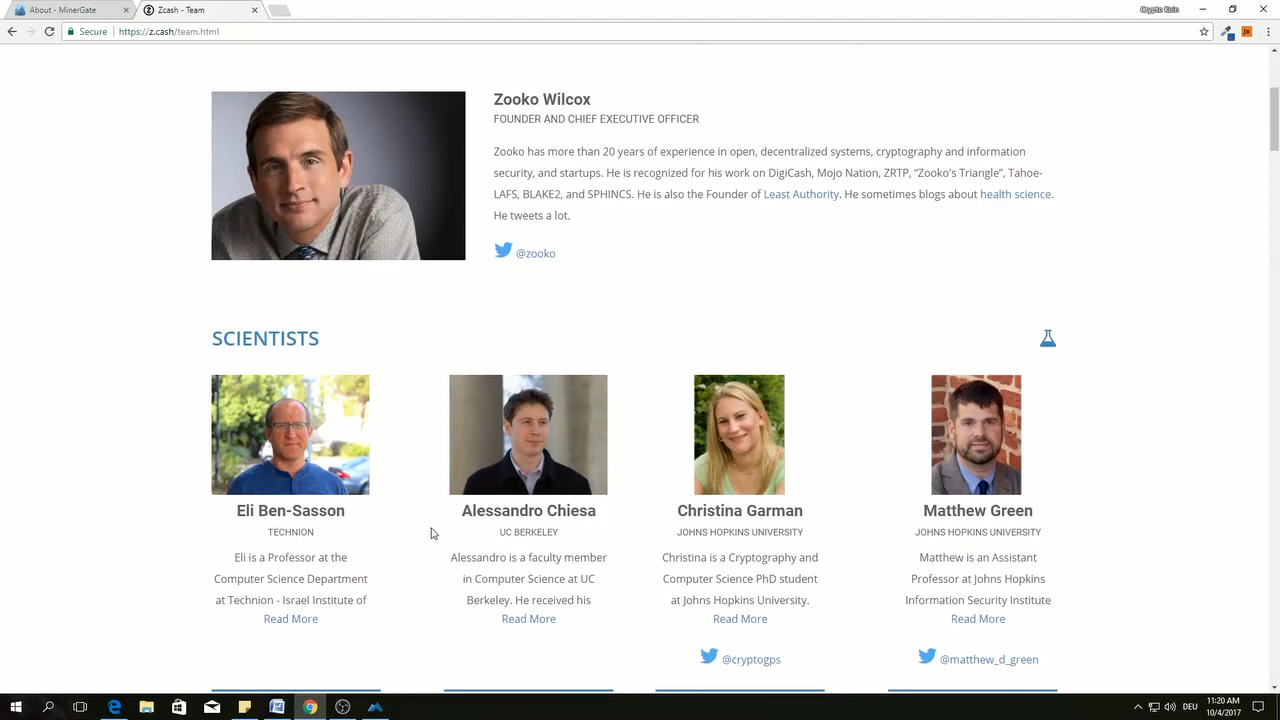 About - MinerGate
Zcash - Team
Crypto Krin
Secure
https://z.cash/team.html
Zooko Wilcox
FOUNDER AND CHIEF EXECUTIVE OFFICER
Zooko has more than 20 years of experience in open, decentralized systems, cryptography and information
security, and startups. He is recognized for his work on DigiCash, Mojo Nation, ZRTP, “Zooko's Triangle”, Tahoe-
LAFS, BLAKE2, and SPHINCS. He is also the Founder of Least Authority. He sometimes blogs about health science.
He tweets a lot.
@zooko
SCIENTISTS
Eli Ben-Sasson
TECHNION
Eli is a Professor at the
Computer Science Department
at Technion - Israel Institute of
Read More
Alessandro Chiesa
UC BERKELEY
Alessandro is a faculty member
in Computer Science at UC
Berkeley. He received his
Read More
Christina Garman
JOHNS HOPKINS UNIVERSITY
Christina is a Cryptography and
Computer Science PhD student
at Johns Hopkins University.
Read More
@cryptogps
Matthew Green
JOHNS HOPKINS UNIVERSITY
Matthew is an Assistant
Professor at Johns Hopkins
Information Security Institute
Read More
@matthew_d_green
DEU
11:20 AM
10/4/2017